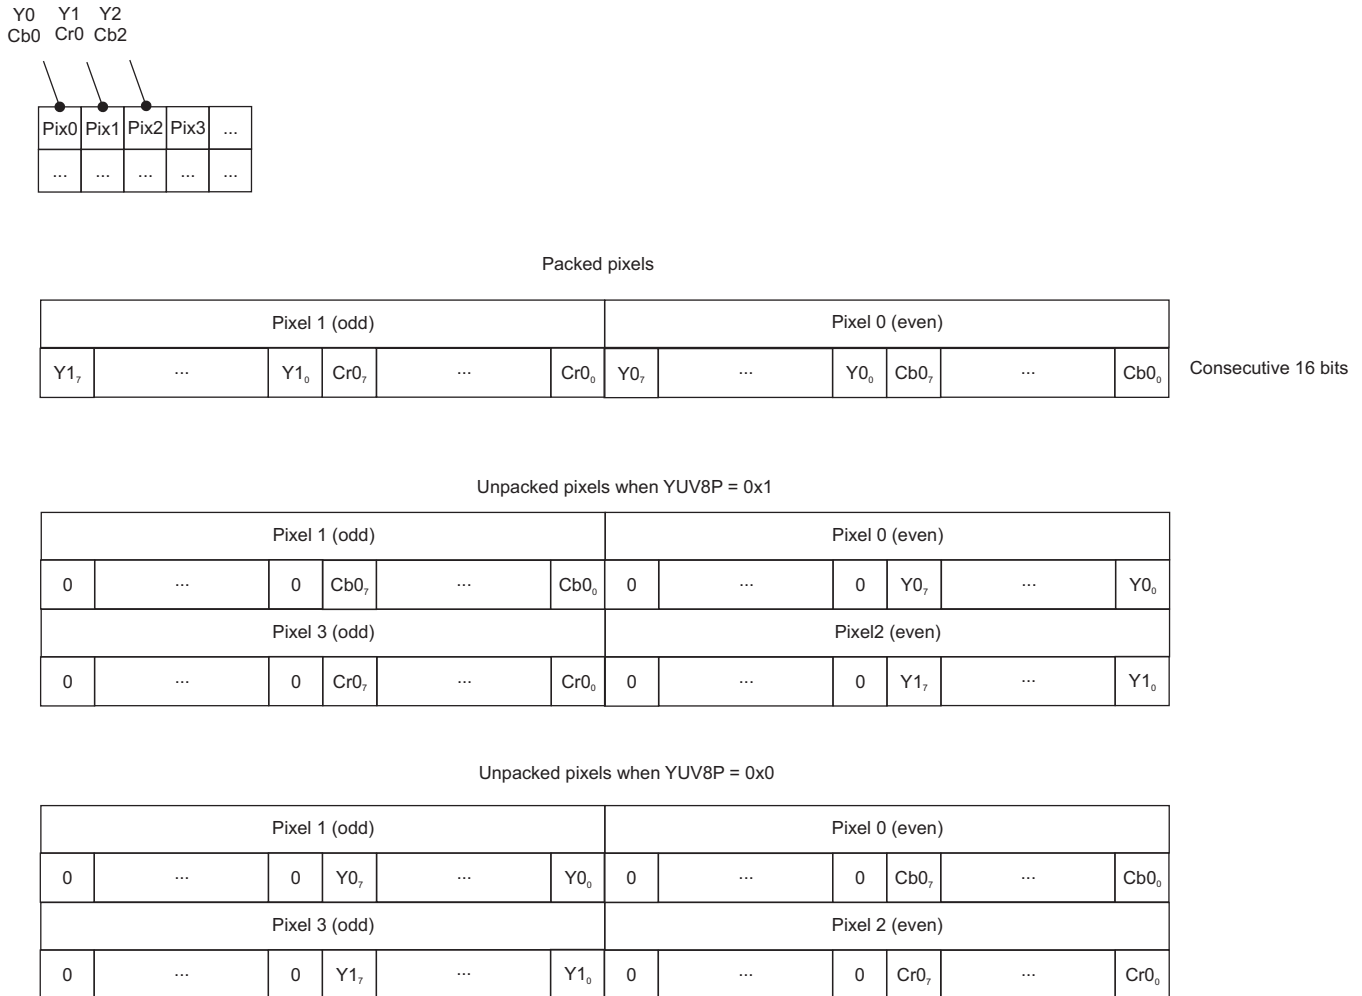 Y0 Y1 Y2
Cb0 Cr0 Cb2
Pix0 Pix1 Pix2 Pix3 ...
... ... ... ... ...
Packed pixels
Pixel 1 (odd) Pixel 0 (even)
Y1₇ ... Y1₀ Cr0₇ ... Cr0₀ Y0₇ ... Y0₀ Cb0₇ ... Cb0₀ Consecutive 16 bits
Unpacked pixels when YUV8P = 0x1
Pixel 1 (odd) Pixel 0 (even)
0 ... 0 Cb0₇ ... Cb0₀ 0 ... 0 Y0₇ ... Y0₀
Pixel 3 (odd) Pixel2 (even)
0 ... 0 Cr0₇ ... Cr0₀ 0 ... 0 Y1₇ ... Y1₀
Unpacked pixels when YUV8P = 0x0
Pixel 1 (odd) Pixel 0 (even)
0 ... 0 Y0₇ ... Y0₀ 0 ... 0 Cb0₇ ... Cb0₀
Pixel 3 (odd) Pixel 2 (even)
0 ... 0 Y1₇ ... Y1₀ 0 ... 0 Cr0₇ ... Cr0₀